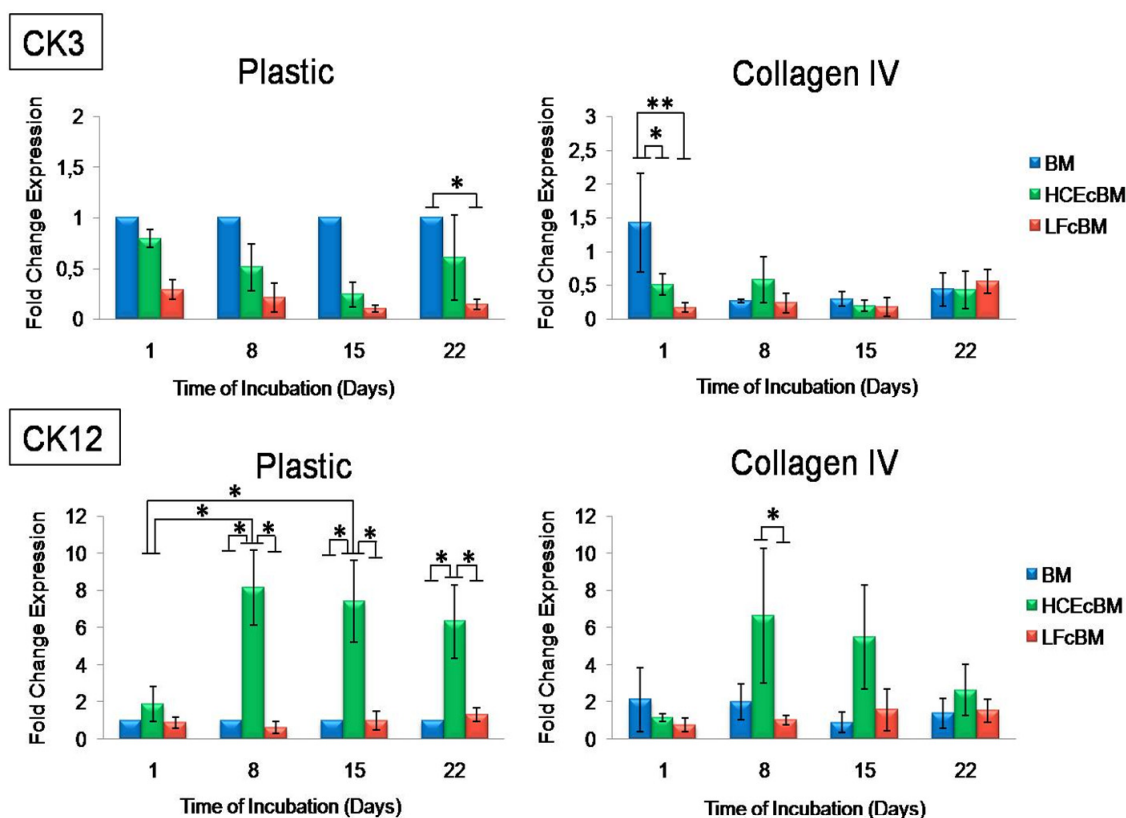 CK3
Plastic
Fold Change Expression
2
1,5
1
0,5
0
*
1 8 15 22
Time of Incubation (Days)
Collagen IV
Fold Change Expression
3
2,5
2
1,5
1
0,5
0
**
*
1 8 15 22
Time of Incubation (Days)
BM
HCEcBM
LFcBM
CK12
Plastic
Fold Change Expression
12
10
8
6
4
2
0
*
*
* *
* *
* *
1 8 15 22
Time of Incubation (Days)
Collagen IV
Fold Change Expression
12
10
8
6
4
2
0
*
1 8 15 22
Time of Incubation (Days)
BM
HCEcBM
LFcBM